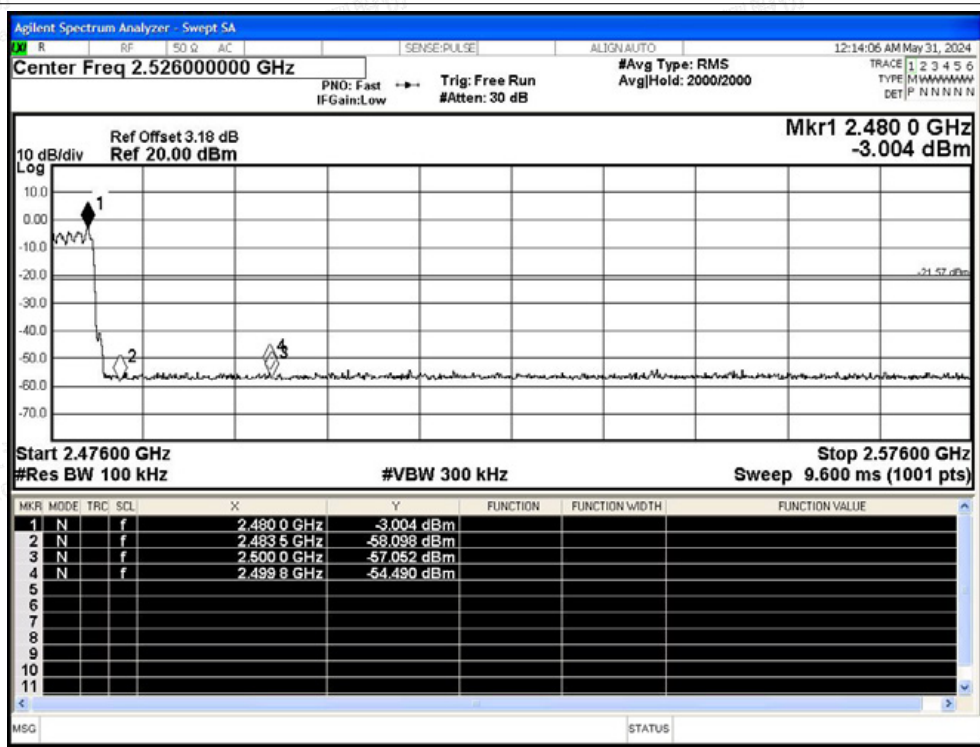 Agilent Spectrum Analyzer - Swept SA
R RF 50 Ω AC SENSE:PULSE ALIGN AUTO 12:14:06 AM May 31, 2024
Center Freq 2.526000000 GHz
PNO: Fast
IFGain:Low
Trig: Free Run
#Atten: 30 dB
#Avg Type: RMS
Avg|Hold: 2000/2000
TRACE 1 2 3 4 5 6
TYPE M WWWWW
DET P N N N N N
Mkr1 2.480 0 GHz
-3.004 dBm
Ref Offset 3.18 dB
10 dB/div Ref 20.00 dBm
Log
10.0
0.00
-10.0
-20.0
-30.0
-40.0
-50.0
-60.0
-70.0
1
2
4
3
-21.57 dBm
Start 2.47600 GHz
Stop 2.57600 GHz
#Res BW 100 kHz
#VBW 300 kHz
Sweep 9.600 ms (1001 pts)
MKR MODE TRC SCL X Y FUNCTION FUNCTION WIDTH FUNCTION VALUE
1 N f 2.480 0 GHz -3.004 dBm
2 N f 2.483 5 GHz -58.098 dBm
3 N f 2.500 0 GHz -57.052 dBm
4 N f 2.499 8 GHz -54.490 dBm
5
6
7
8
9
10
11
MSG
STATUS